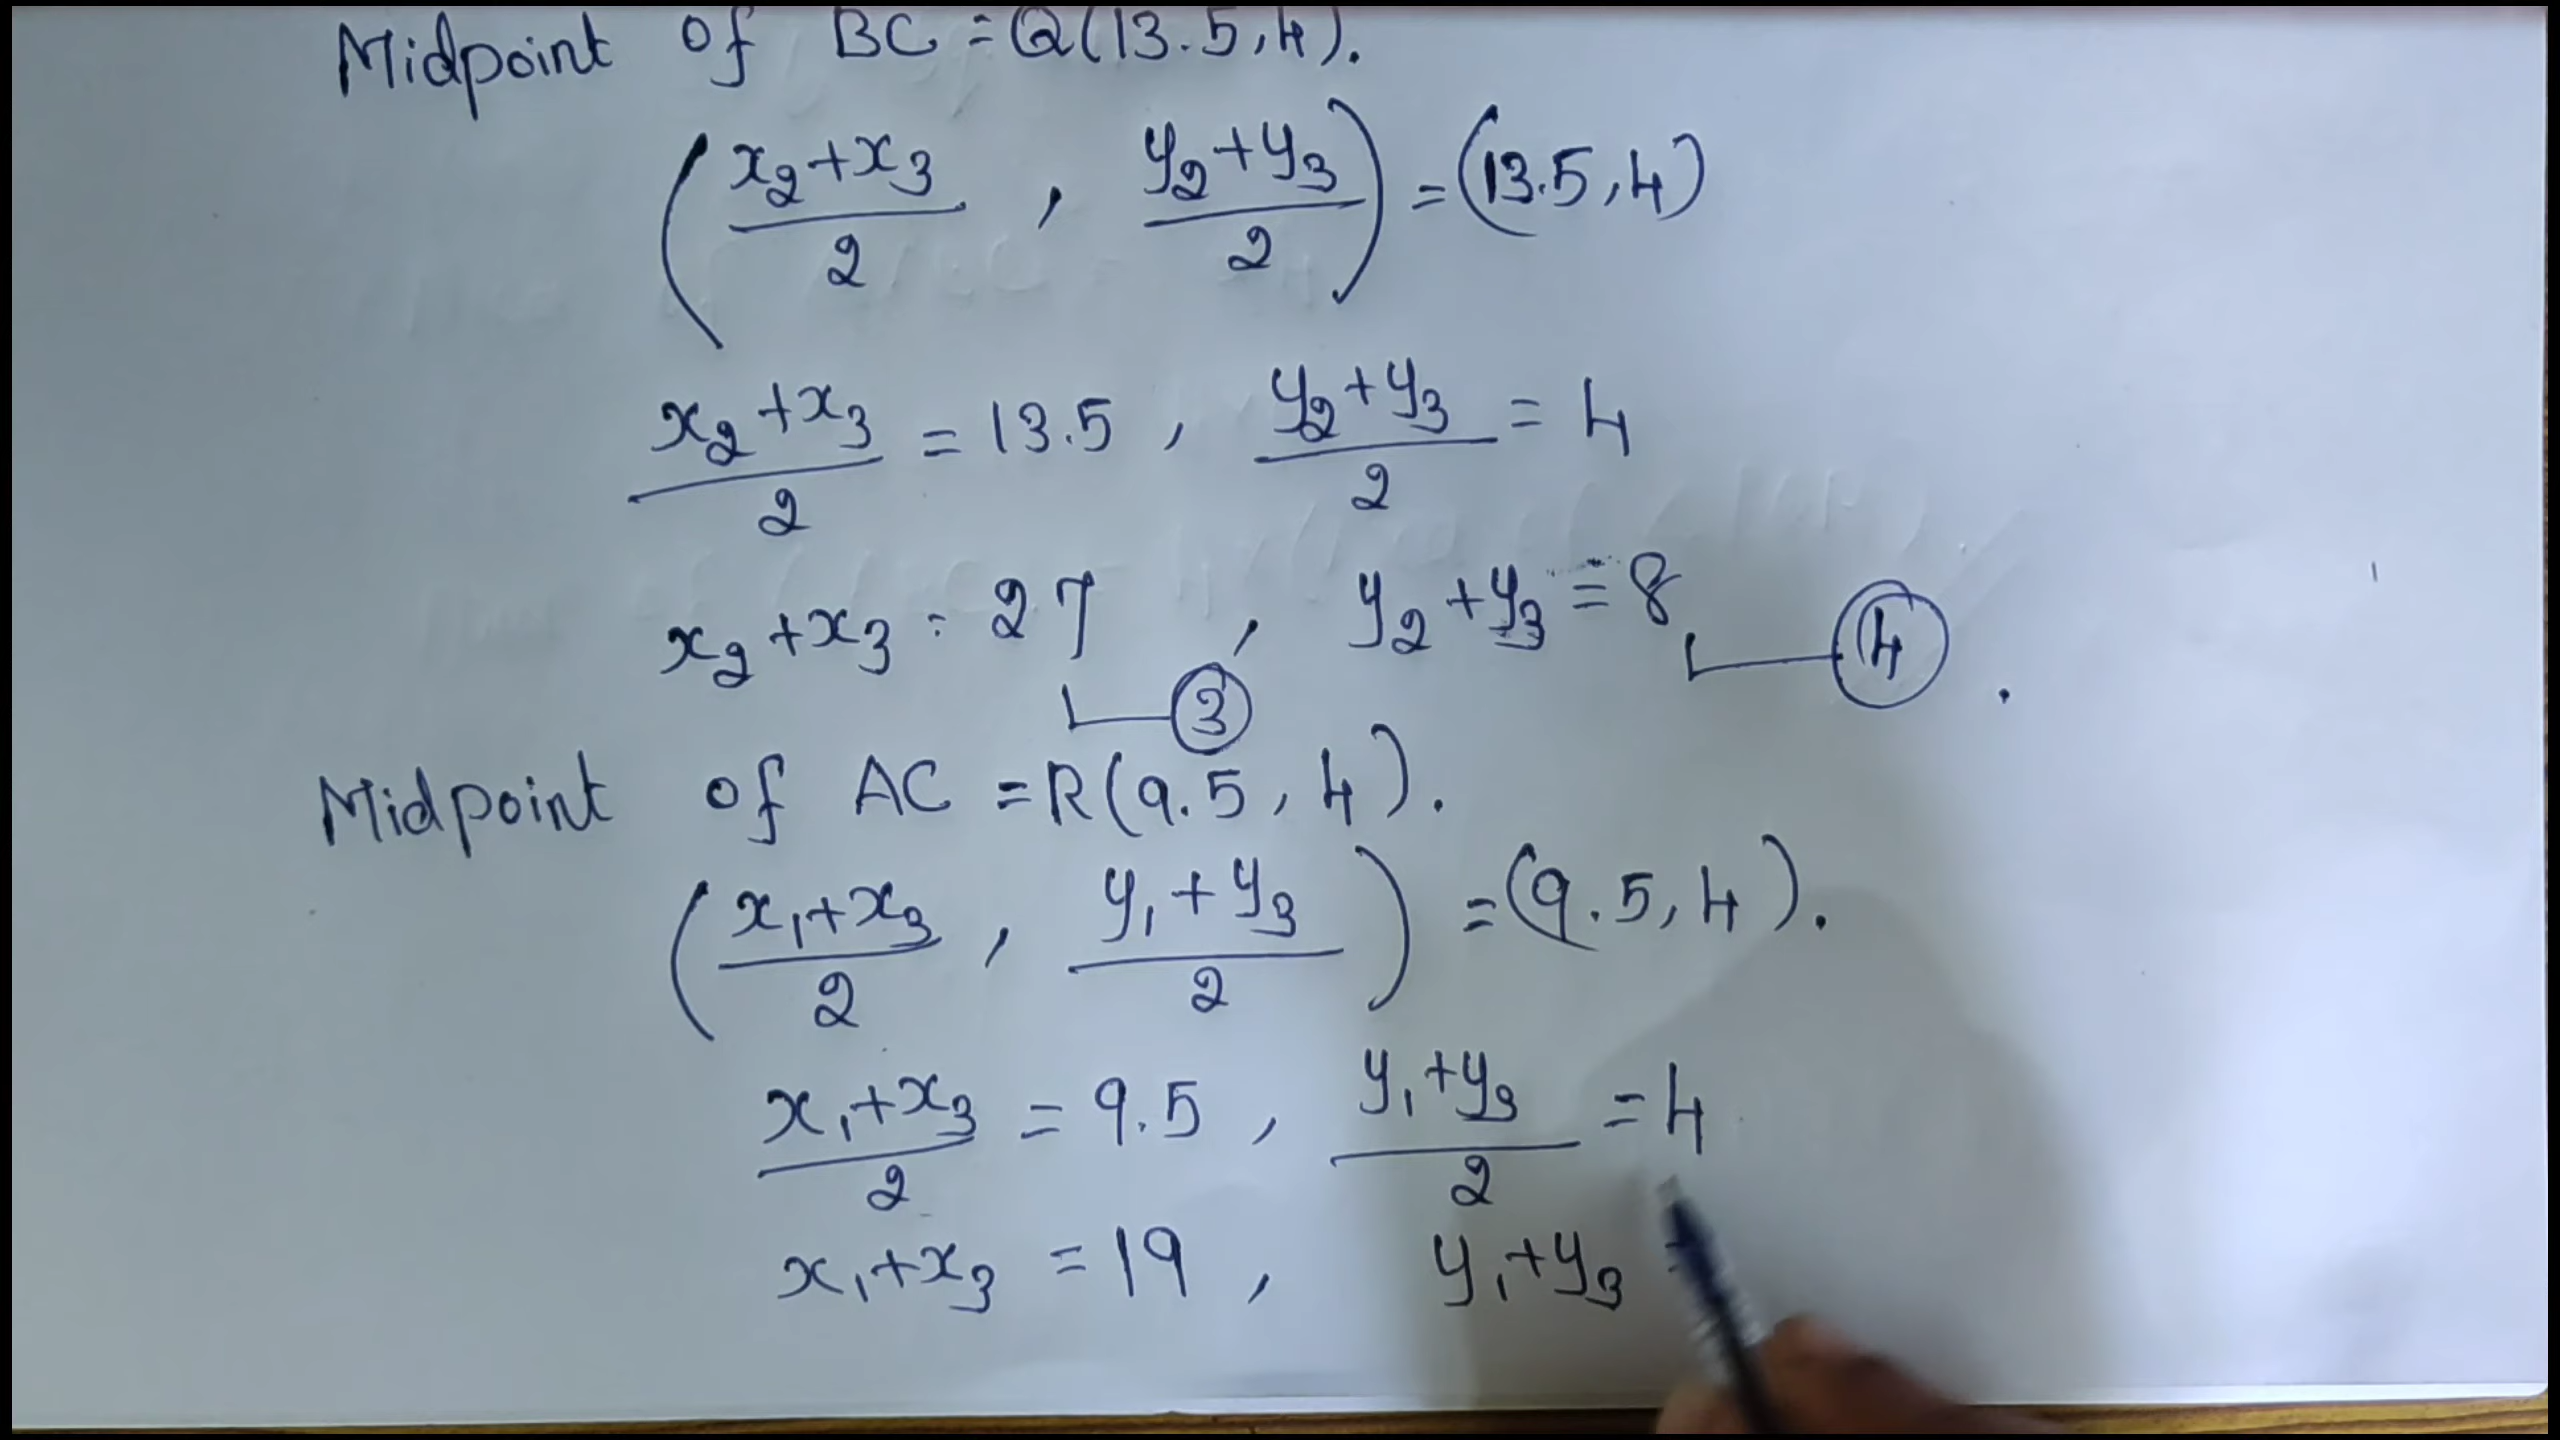 Midpoint of BC = Q(13.5,4).
(x₂+x₃/2 , y₂+y₃/2) = (13.5,4)
x₂+x₃/2 = 13.5 , y₂+y₃/2 = 4
x₂+x₃ = 27 , y₂+y₃ = 8
③ ④
Midpoint of AC = R(9.5, 4).
(x₁+x₃/2 , y₁+y₃/2) = (9.5,4).
x₁+x₃/2 = 9.5 , y₁+y₃/2 = 4
x₁+x₃ = 19 , y₁+y₃ =